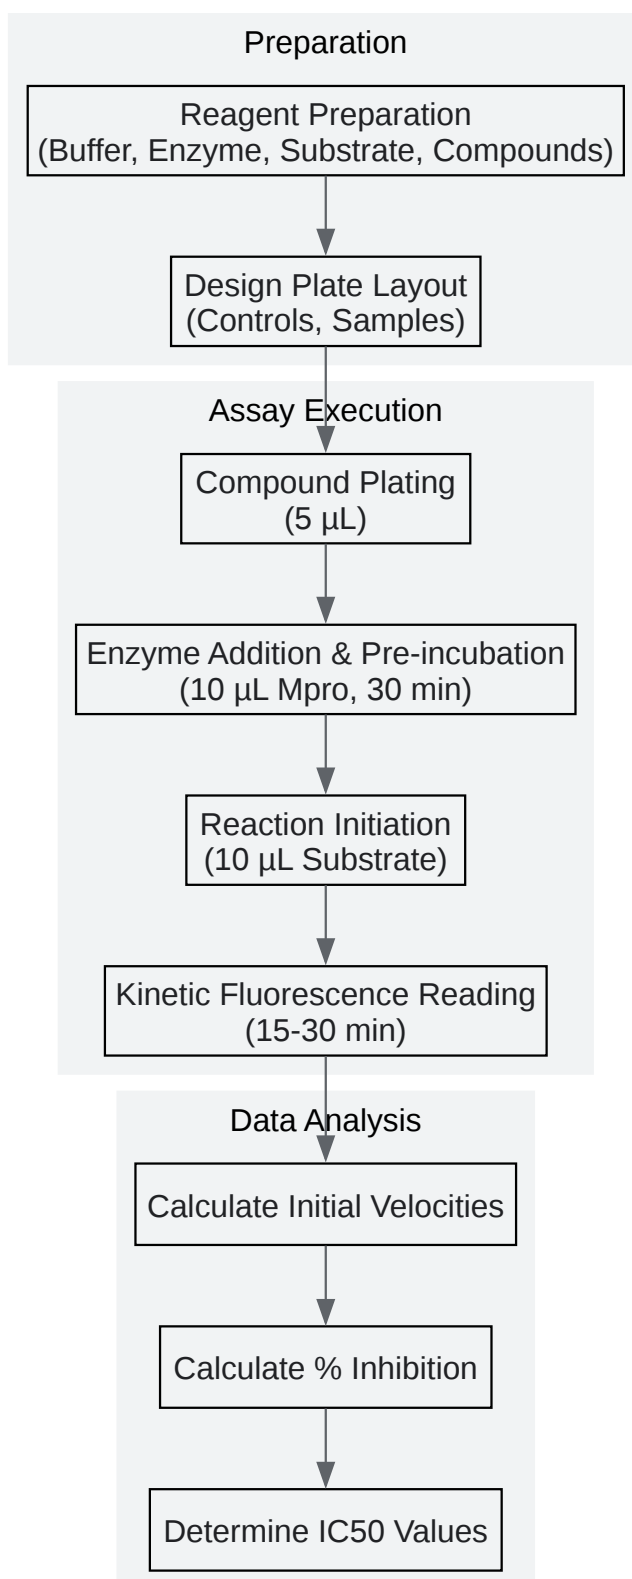 Preparation
Reagent Preparation
(Buffer, Enzyme, Substrate, Compounds)
Design Plate Layout
(Controls, Samples)
Assay Execution
Compound Plating
(5 µL)
Enzyme Addition & Pre-incubation
(10 µL Mpro, 30 min)
Reaction Initiation
(10 µL Substrate)
Kinetic Fluorescence Reading
(15-30 min)
Data Analysis
Calculate Initial Velocities
Calculate % Inhibition
Determine IC50 Values